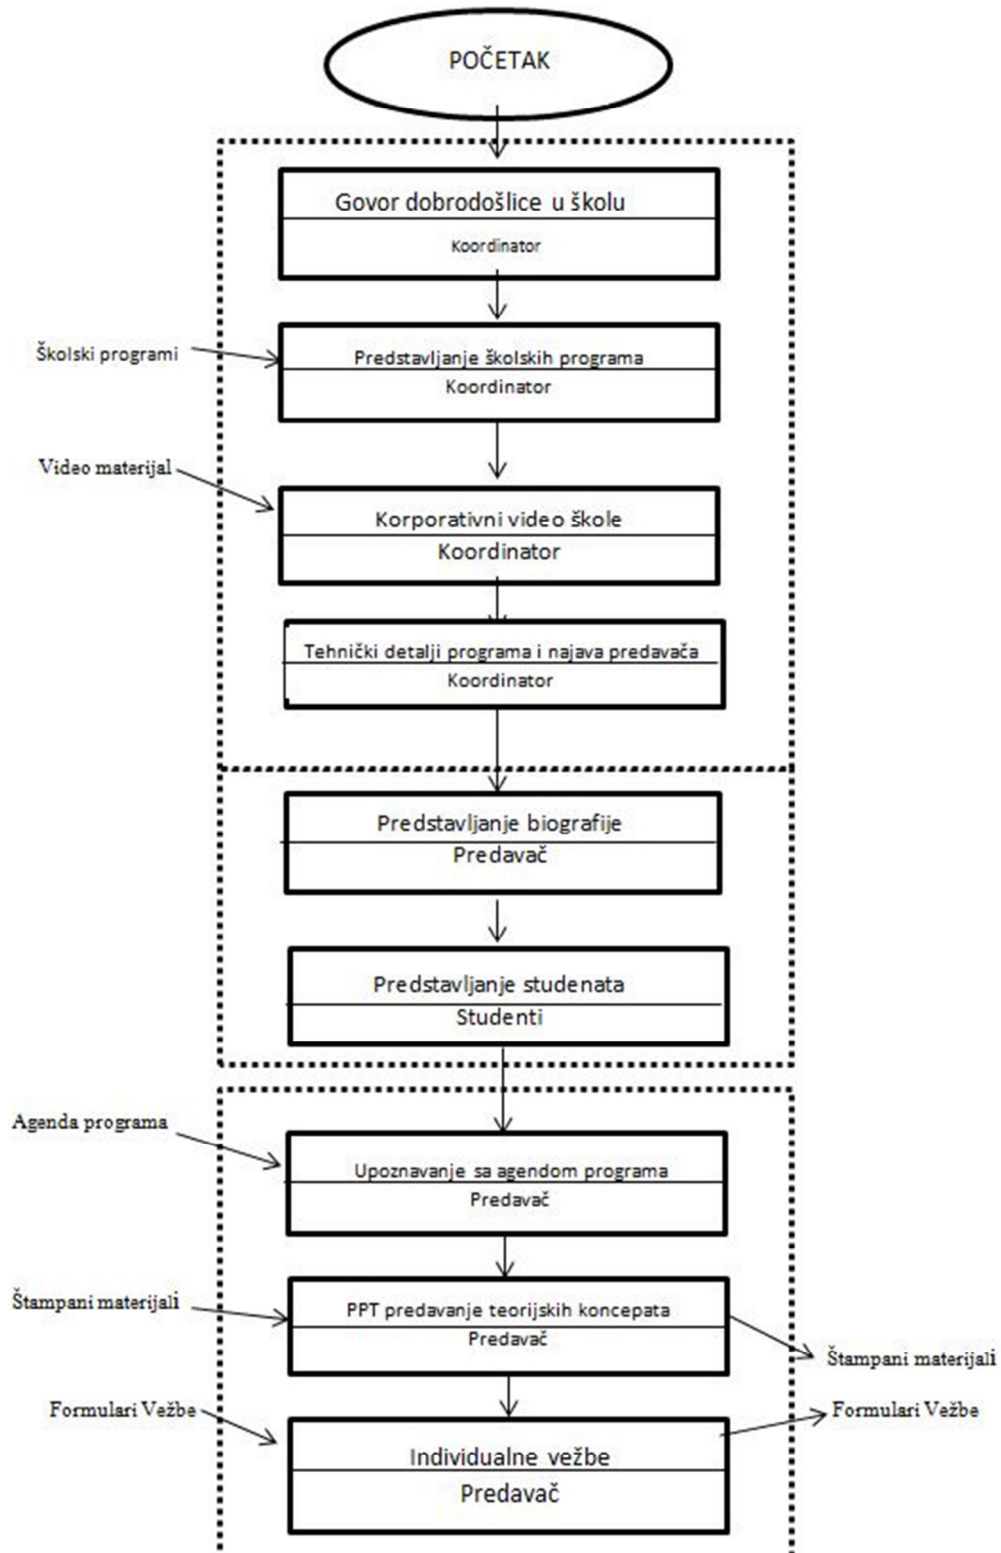 POČETAK
Govor dobrodošlice u školu
Koordinator
Školski programi
Predstavljanje školskih programa
Koordinator
Video materijal
Korporativni video škole
Koordinator
Tehnički detalji programa i najava predavača
Koordinator
Predstavljanje biografije
Predavač
Predstavljanje studenata
Studenti
Agenda programa
Upoznavanje sa agendom programa
Predavač
Štampani materijali
PPT predavanje teorijskih koncepata
Predavač
Štampani materijali
Formulari Vežbe
Individualne vežbe
Predavač
Formulari Vežbe